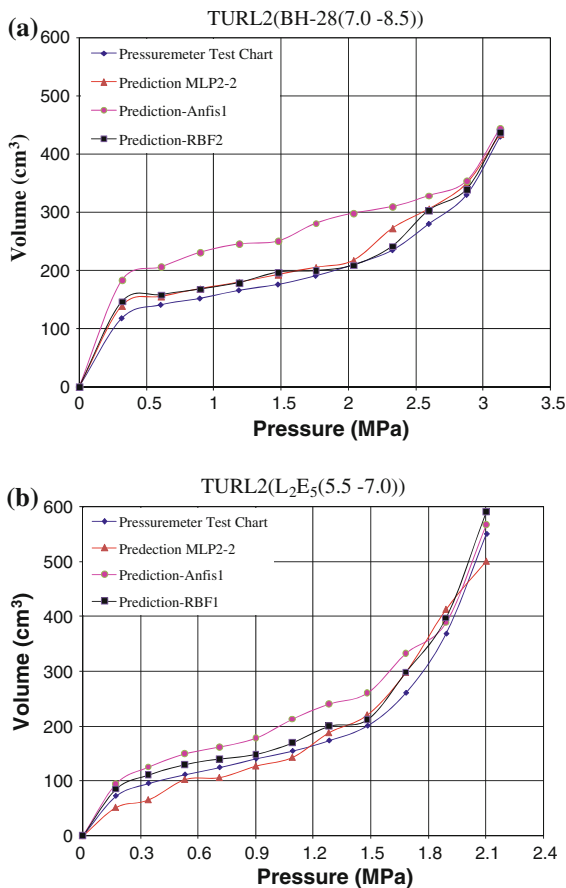 (a)
TURL2(BH-28(7.0 -8.5))
600
500
400
300
200
100
0
Volume (cm³)
Pressuremeter Test Chart
Prediction MLP2-2
Prediction-Anfis1
Prediction-RBF2
0 0.5 1 1.5 2 2.5 3 3.5
Pressure (MPa)
(b)
TURL2(L₂E₅(5.5 -7.0))
600
500
400
300
200
100
0
Volume (cm³)
Pressuremeter Test Chart
Predection MLP2-2
Prediction-Anfis1
Prediction-RBF1
0 0.3 0.6 0.9 1.2 1.5 1.8 2.1 2.4
Pressure (MPa)